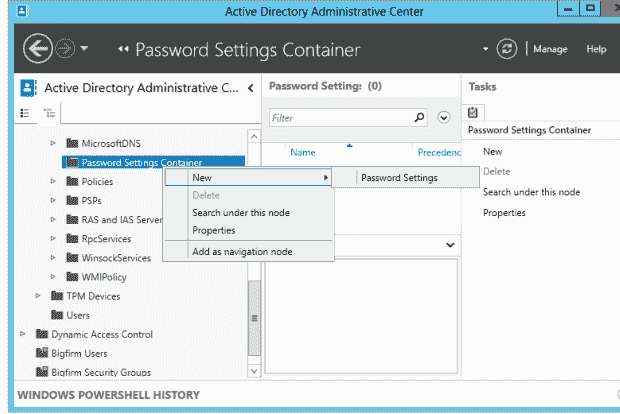 Active Directory Administrative Center
Password Settings Container
Manage
Help
Active Directory Administrative C...
MicrosoftDNS
Password Settings Container
Policies
PSPs
RAS and IAS Server
RpcServices
WinsockServices
WMIPolicy
TPM Devices
Users
Dynamic Access Control
Bigfirm Users
Bigfirm Security Groups
New
Delete
Search under this node
Properties
Add as navigation node
Password Settings
Password Setting: (0)
Filter
Name
Precedenc
Tasks
Password Settings Container
New
Delete
Search under this node
Properties
WINDOWS POWERSHELL HISTORY